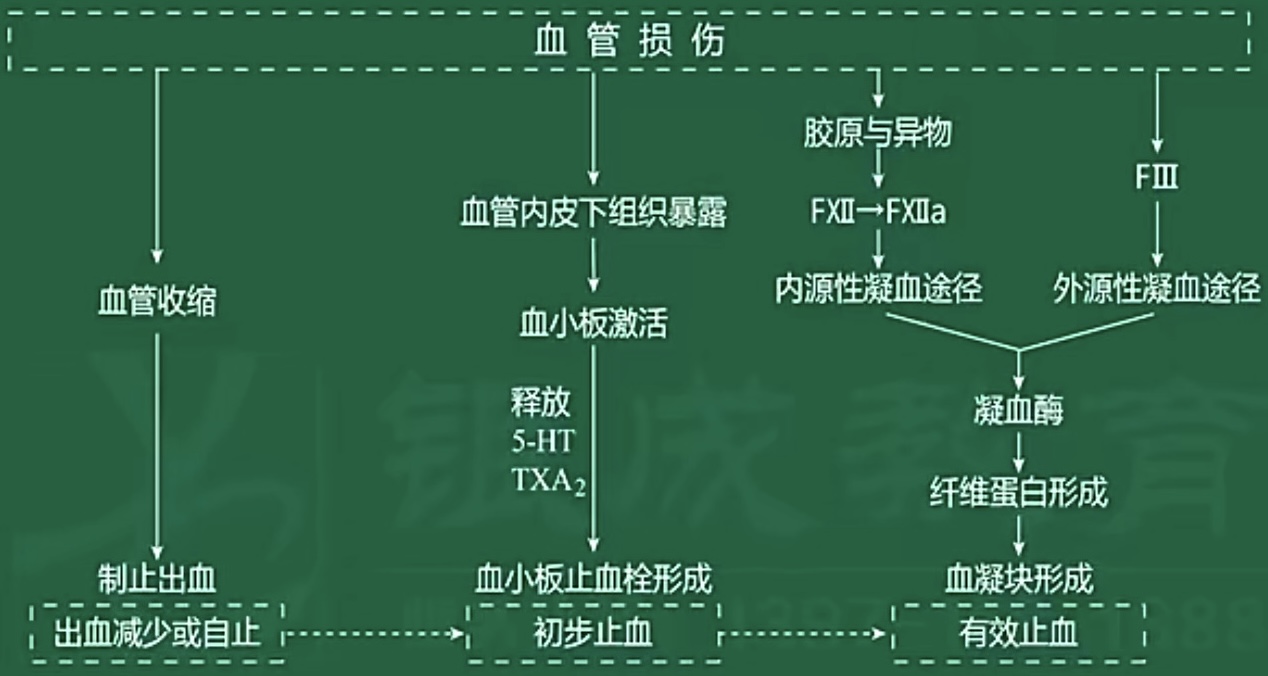 血管损伤
胶原与异物
FⅢ
血管内皮下组织暴露
FⅫ→FⅫa
血管收缩
内源性凝血途径
外源性凝血途径
血小板激活
释放
5-HT
TXA₂
凝血酶
纤维蛋白形成
制止出血
血小板止血栓形成
血凝块形成
出血减少或自止
初步止血
有效止血